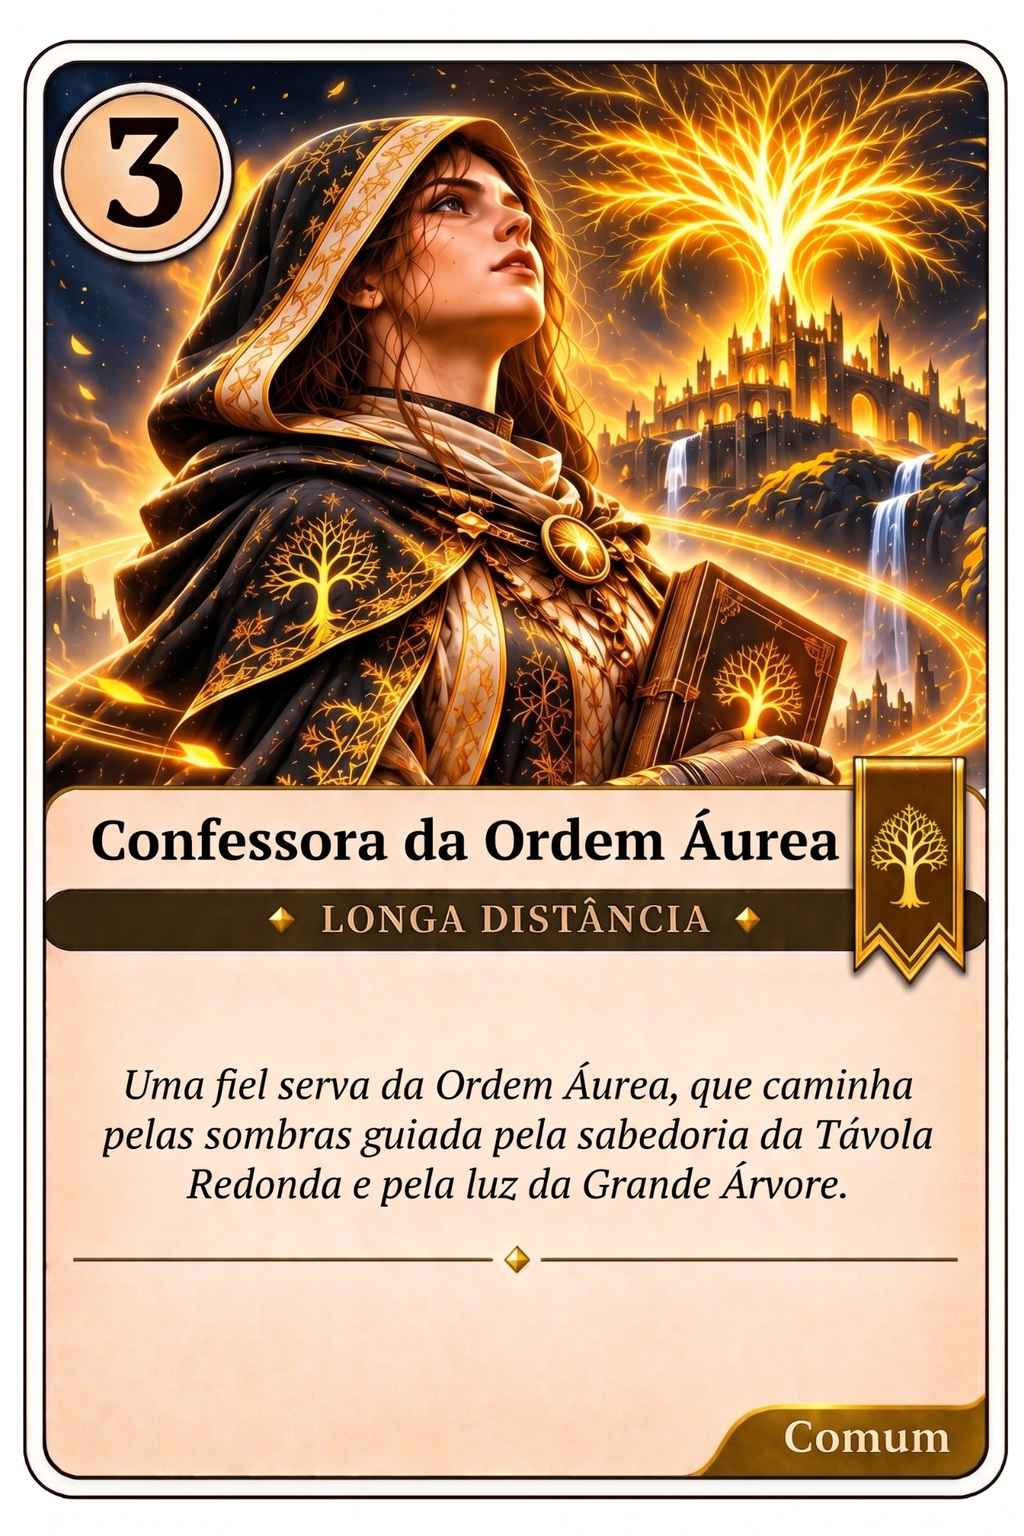 3
Confessora da Ordem Áurea
LONGA DISTÂNCIA
Uma fiel serva da Ordem Áurea, que caminha
pelas sombras guiada pela sabedoria da Távola
Redonda e pela luz da Grande Árvore.
Comum